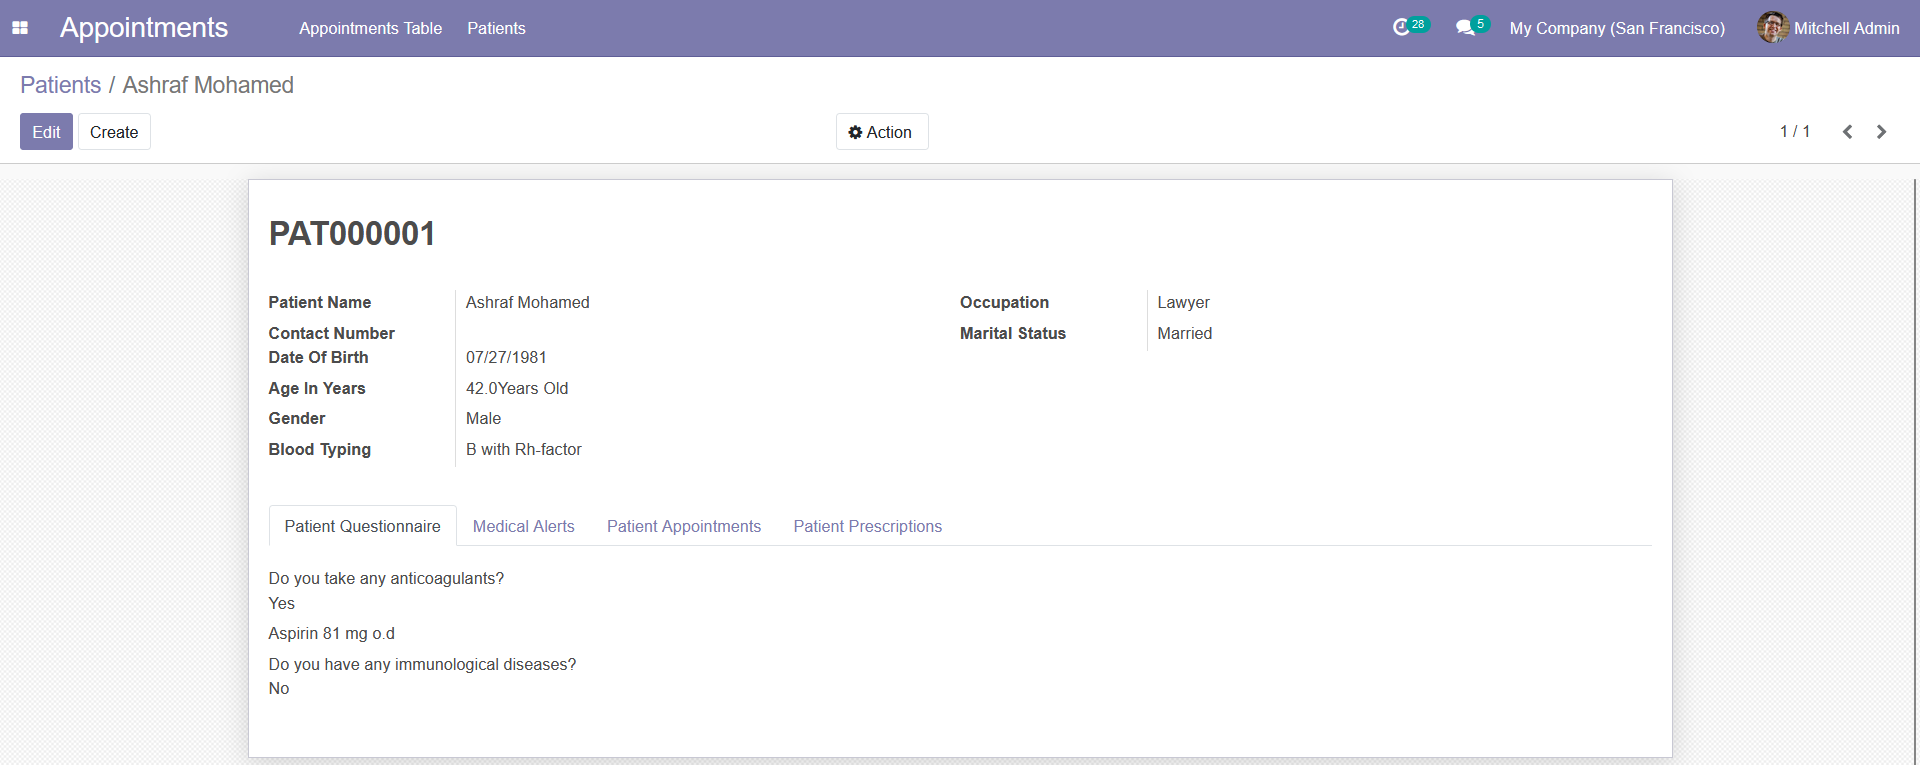 Appointments Appointments Table Patients 28 5 My Company (San Francisco) Mitchell Admin
Patients / Ashraf Mohamed
Edit Create Action 1 / 1
PAT000001
Patient Name Ashraf Mohamed Occupation Lawyer
Contact Number Marital Status Married
Date Of Birth 07/27/1981
Age In Years 42.0Years Old
Gender Male
Blood Typing B with Rh-factor
Patient Questionnaire Medical Alerts Patient Appointments Patient Prescriptions
Do you take any anticoagulants?
Yes
Aspirin 81 mg o.d
Do you have any immunological diseases?
No